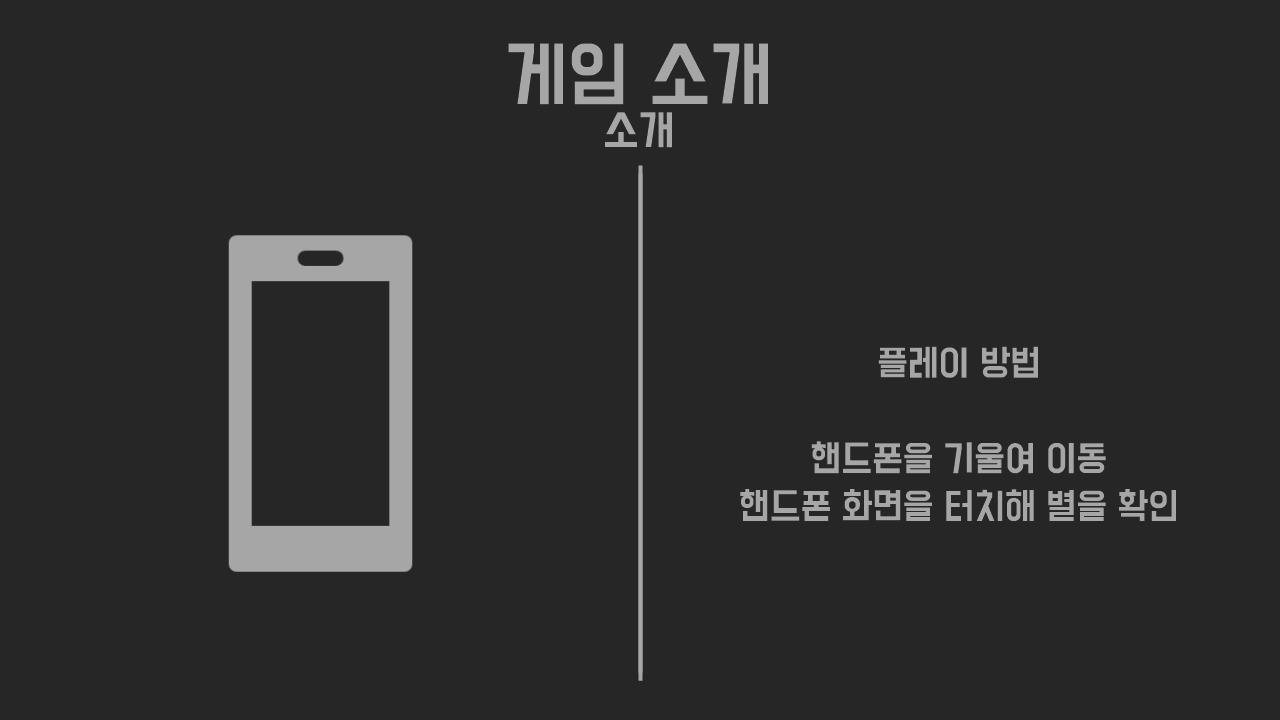 게임 소개
소개
플레이 방법
핸드폰을 기울여 이동
핸드폰 화면을 터치해 별을 확인